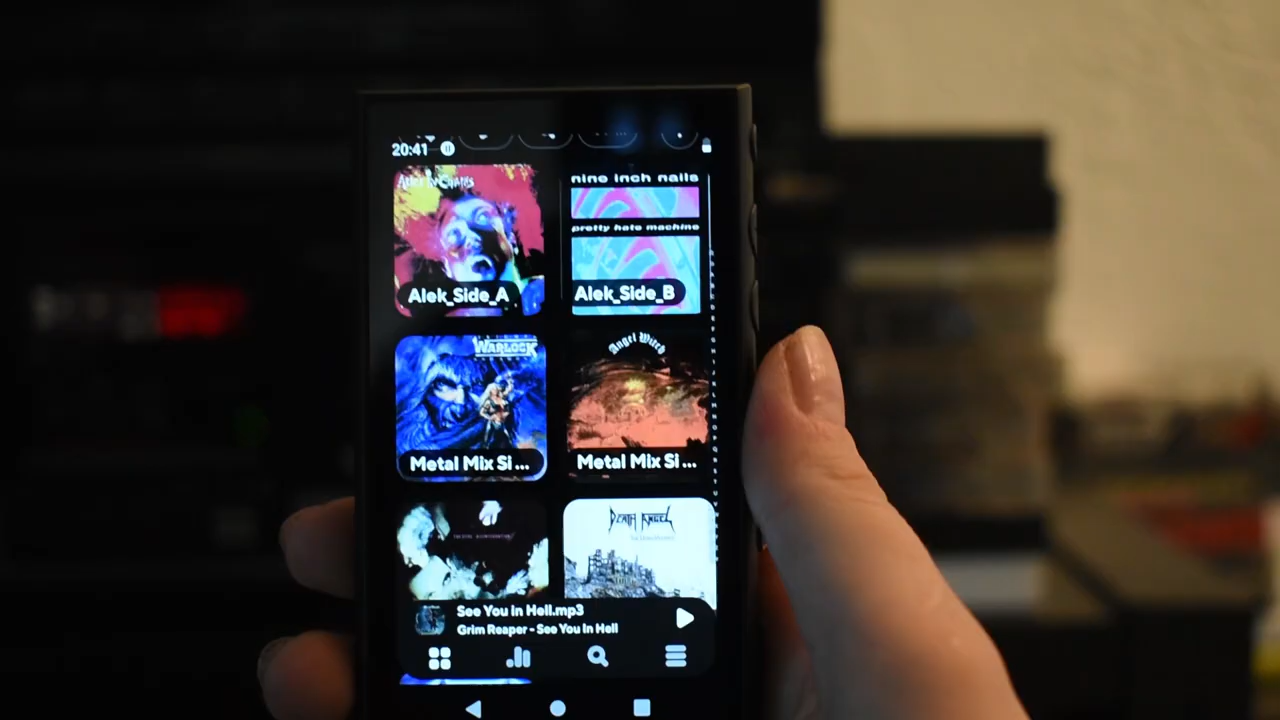 20:41
ALICE IN CHAINS
nine inch nails
pretty hate machine
Alek_Side_A
Alek_Side_B
WARLOCK
Angel Witch
Metal Mix Si ...
Metal Mix Si ...
DEATH ANGEL
See You in Hell.mp3
Grim Reaper - See You In Hell